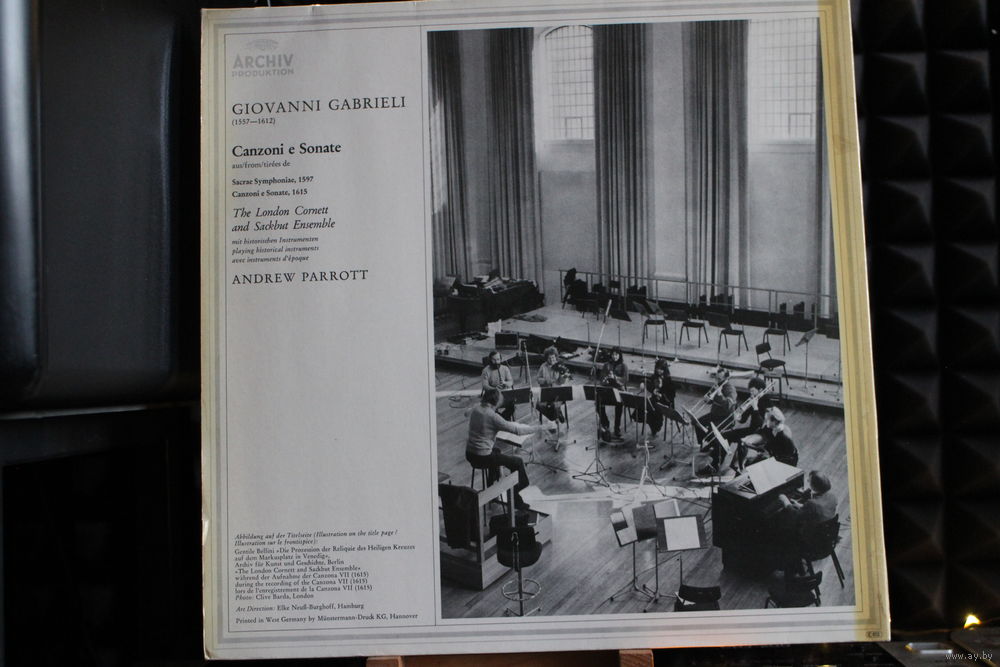 ARCHIV
PRODUKTION
GIOVANNI GABRIELI
(1557—1612)
Canzoni e Sonate
aus/from/tirées de
Sacrae Symphoniae, 1597
Canzoni e Sonate, 1615
The London Cornett
and Sackbut Ensemble
mit historischen Instrumenten
playing historical instruments
avec instruments d'époque
ANDREW PARROTT
Abbildung auf der Titelseite (Illustration on the title page /
Illustration sur le frontispice):
Gentile Bellini »Die Prozession der Reliquie des Heiligen Kreuzes
auf dem Markusplatz in Venedig«,
Archiv für Kunst und Geschichte, Berlin
»The London Cornett and Sackbut Ensemble«
während der Aufnahme der Canzona VII (1615)
during the recording of the Canzona VII (1615)
lors de l'enregistrement de la Canzona VII (1615)
Photo: Clive Barda, London
Art Direction: Elke Neuß-Burghoff, Hamburg
Printed in West Germany by Münstermann-Druck KG, Hannover
www.ay.by